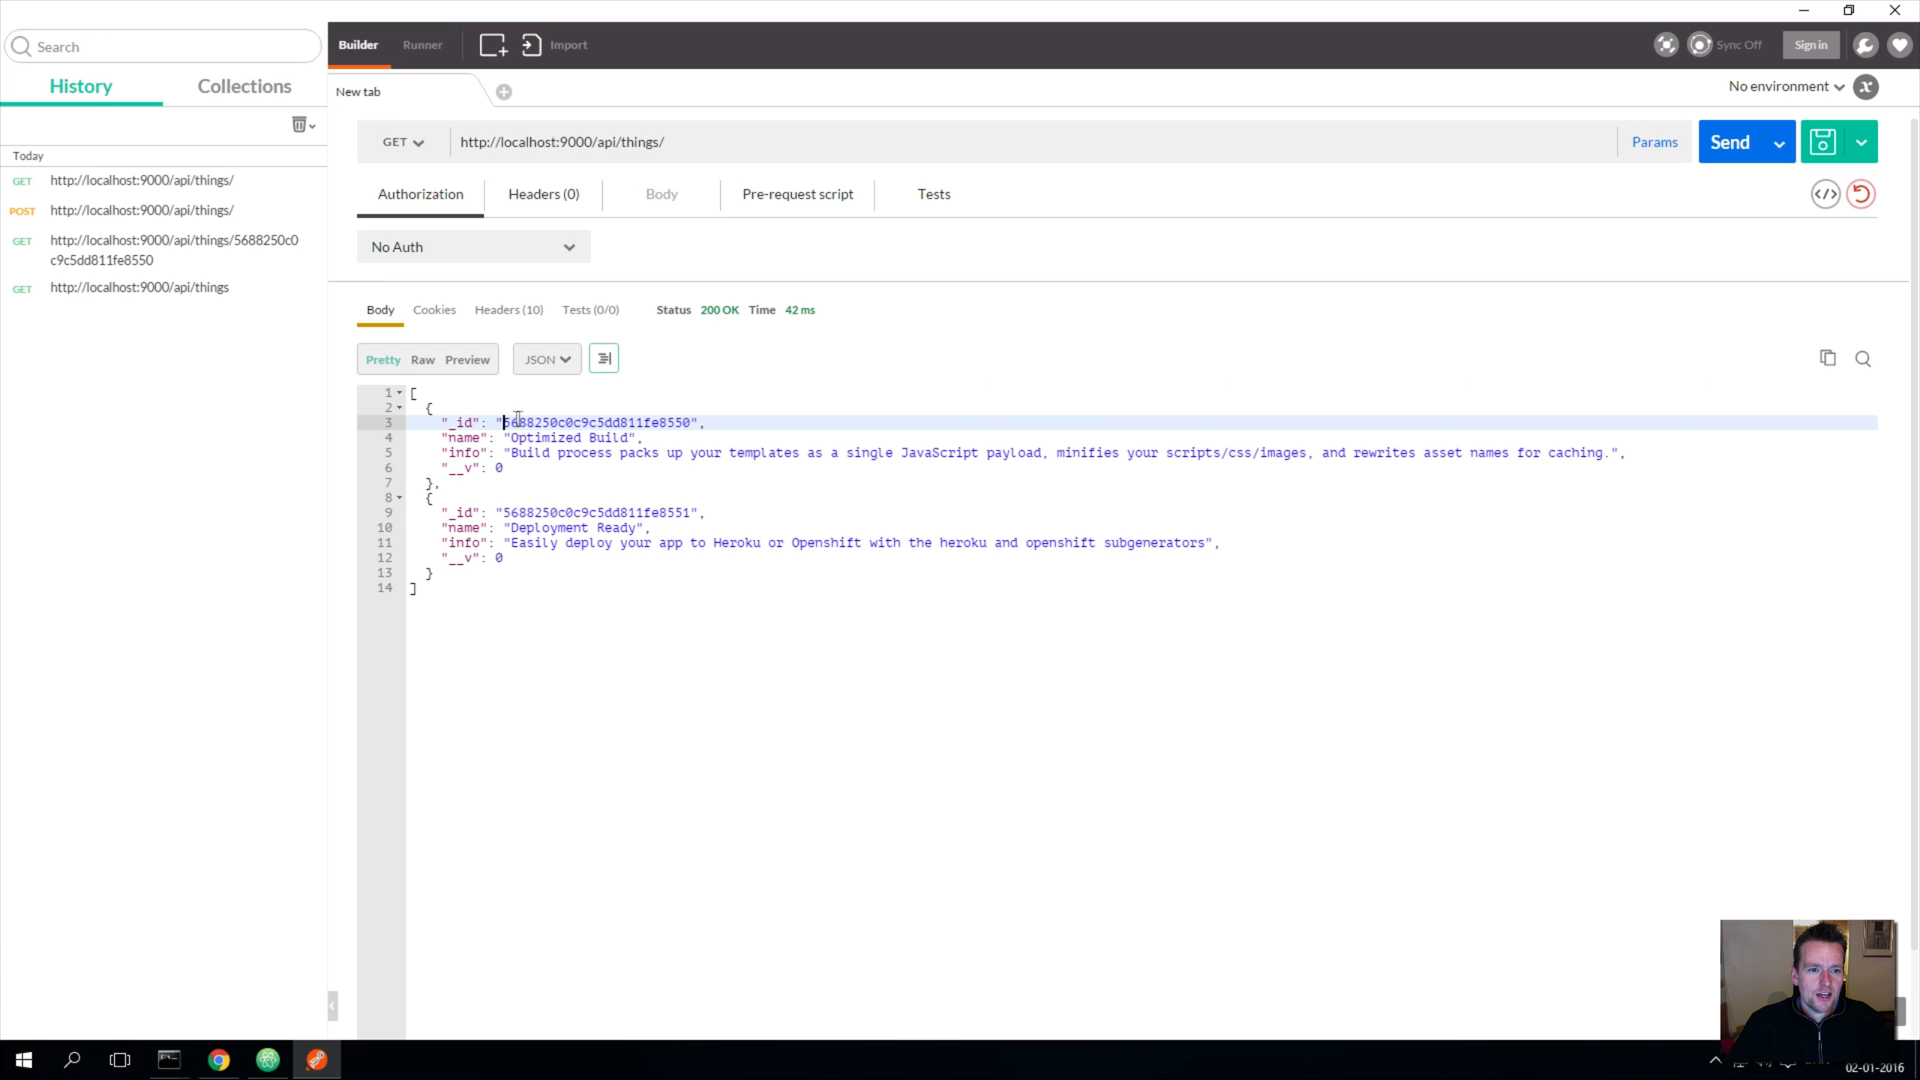 Search
Builder
Runner
Import
Sync Off
Sign in
History
Collections
New tab
No environment
GET
http://localhost:9000/api/things/
Params
Send
Today
GET http://localhost:9000/api/things/
POST http://localhost:9000/api/things/
GET http://localhost:9000/api/things/5688250c0
c9c5dd811fe8550
GET http://localhost:9000/api/things
Authorization
Headers (0)
Body
Pre-request script
Tests
No Auth
Body
Cookies
Headers (10)
Tests (0/0)
Status 200 OK Time 42 ms
Pretty Raw Preview
JSON
1 [
2 {
3 "_id": "5688250c0c9c5dd811fe8550",
4 "name": "Optimized Build",
5 "info": "Build process packs up your templates as a single JavaScript payload, minifies your scripts/css/images, and rewrites asset names for caching.",
6 "__v": 0
7 },
8 {
9 "_id": "5688250c0c9c5dd811fe8551",
10 "name": "Deployment Ready",
11 "info": "Easily deploy your app to Heroku or Openshift with the heroku and openshift subgenerators",
12 "__v": 0
13 }
14 ]
02-01-2016